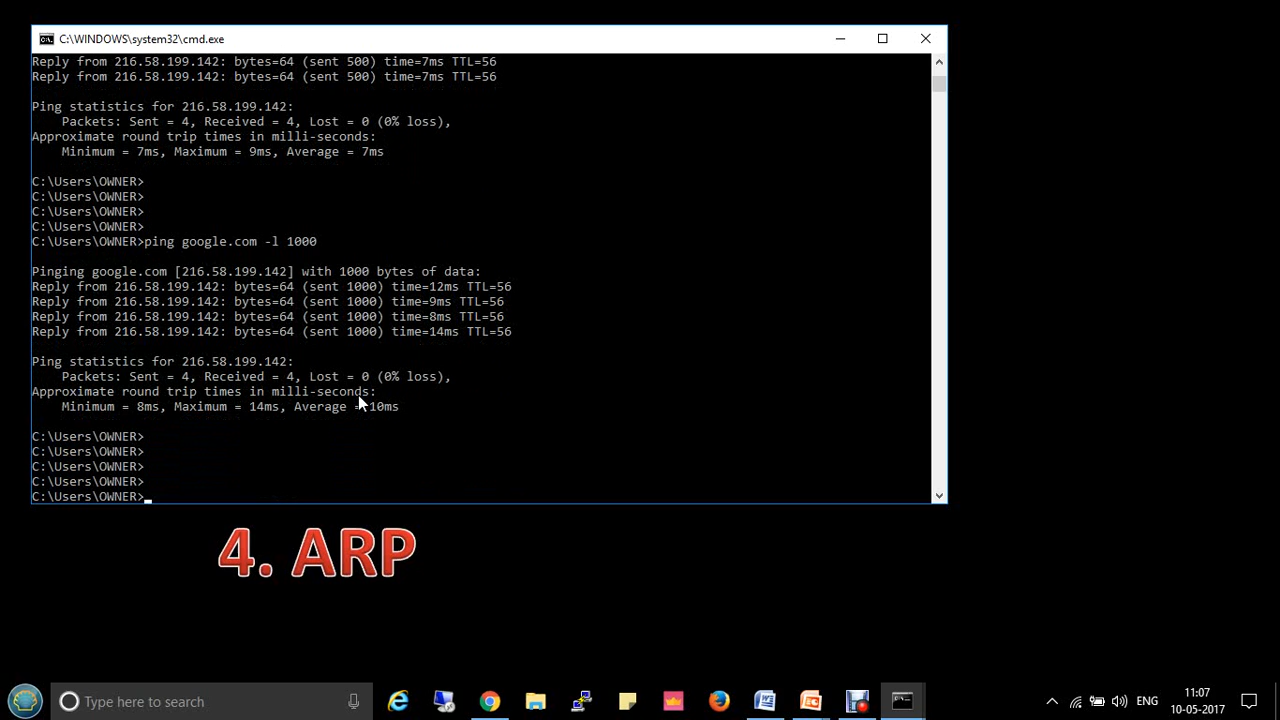 C:\WINDOWS\system32\cmd.exe
Reply from 216.58.199.142: bytes=64 (sent 500) time=7ms TTL=56
Reply from 216.58.199.142: bytes=64 (sent 500) time=7ms TTL=56
Ping statistics for 216.58.199.142:
Packets: Sent = 4, Received = 4, Lost = 0 (0% loss),
Approximate round trip times in milli-seconds:
Minimum = 7ms, Maximum = 9ms, Average = 7ms
C:\Users\OWNER>
C:\Users\OWNER>
C:\Users\OWNER>
C:\Users\OWNER>
C:\Users\OWNER>ping google.com -l 1000
Pinging google.com [216.58.199.142] with 1000 bytes of data:
Reply from 216.58.199.142: bytes=64 (sent 1000) time=12ms TTL=56
Reply from 216.58.199.142: bytes=64 (sent 1000) time=9ms TTL=56
Reply from 216.58.199.142: bytes=64 (sent 1000) time=8ms TTL=56
Reply from 216.58.199.142: bytes=64 (sent 1000) time=14ms TTL=56
Ping statistics for 216.58.199.142:
Packets: Sent = 4, Received = 4, Lost = 0 (0% loss),
Approximate round trip times in milli-seconds:
Minimum = 8ms, Maximum = 14ms, Average = 10ms
C:\Users\OWNER>
C:\Users\OWNER>
C:\Users\OWNER>
C:\Users\OWNER>
C:\Users\OWNER>
4. ARP
Type here to search
ENG
11:07
10-05-2017